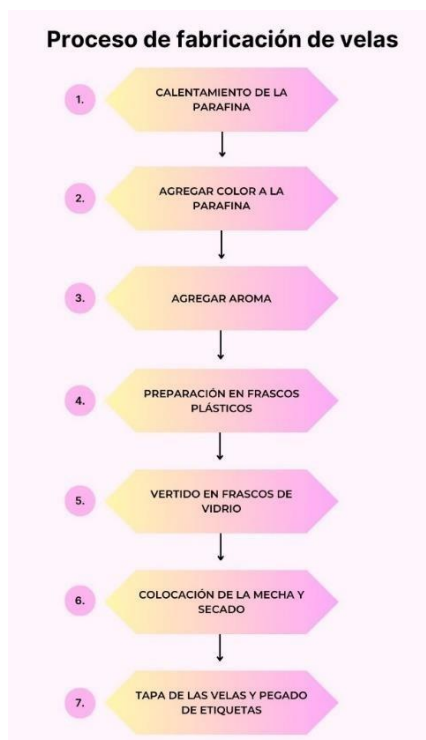 Proceso de fabricación de velas
1.
CALENTAMIENTO DE LA
PARAFINA
2.
AGREGAR COLOR A LA
PARAFINA
3.
AGREGAR AROMA
4.
PREPARACIÓN EN FRASCOS
PLÁSTICOS
5.
VERTIDO EN FRASCOS DE
VIDRIO
6.
COLOCACIÓN DE LA MECHA Y
SECADO
7.
TAPA DE LAS VELAS Y PEGADO
DE ETIQUETAS